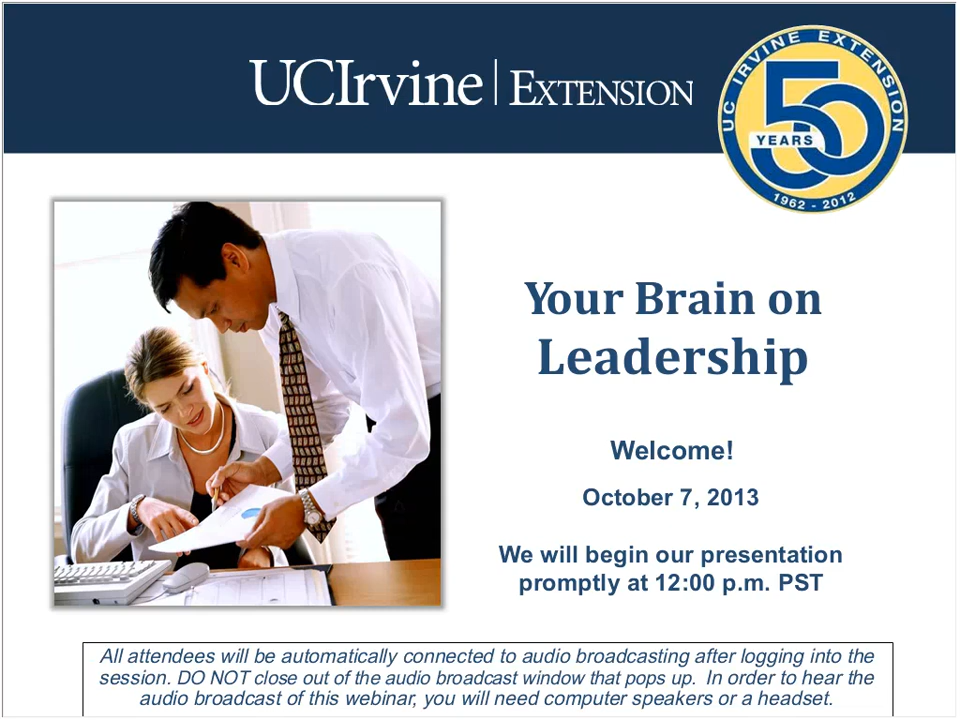 UCIrvine | EXTENSION
UC IRVINE EXTENSION
50
YEARS
1962 - 2012
Your Brain on
Leadership
Welcome!
October 7, 2013
We will begin our presentation
promptly at 12:00 p.m. PST
All attendees will be automatically connected to audio broadcasting after logging into the
session. DO NOT close out of the audio broadcast window that pops up.  In order to hear the
audio broadcast of this webinar, you will need computer speakers or a headset.